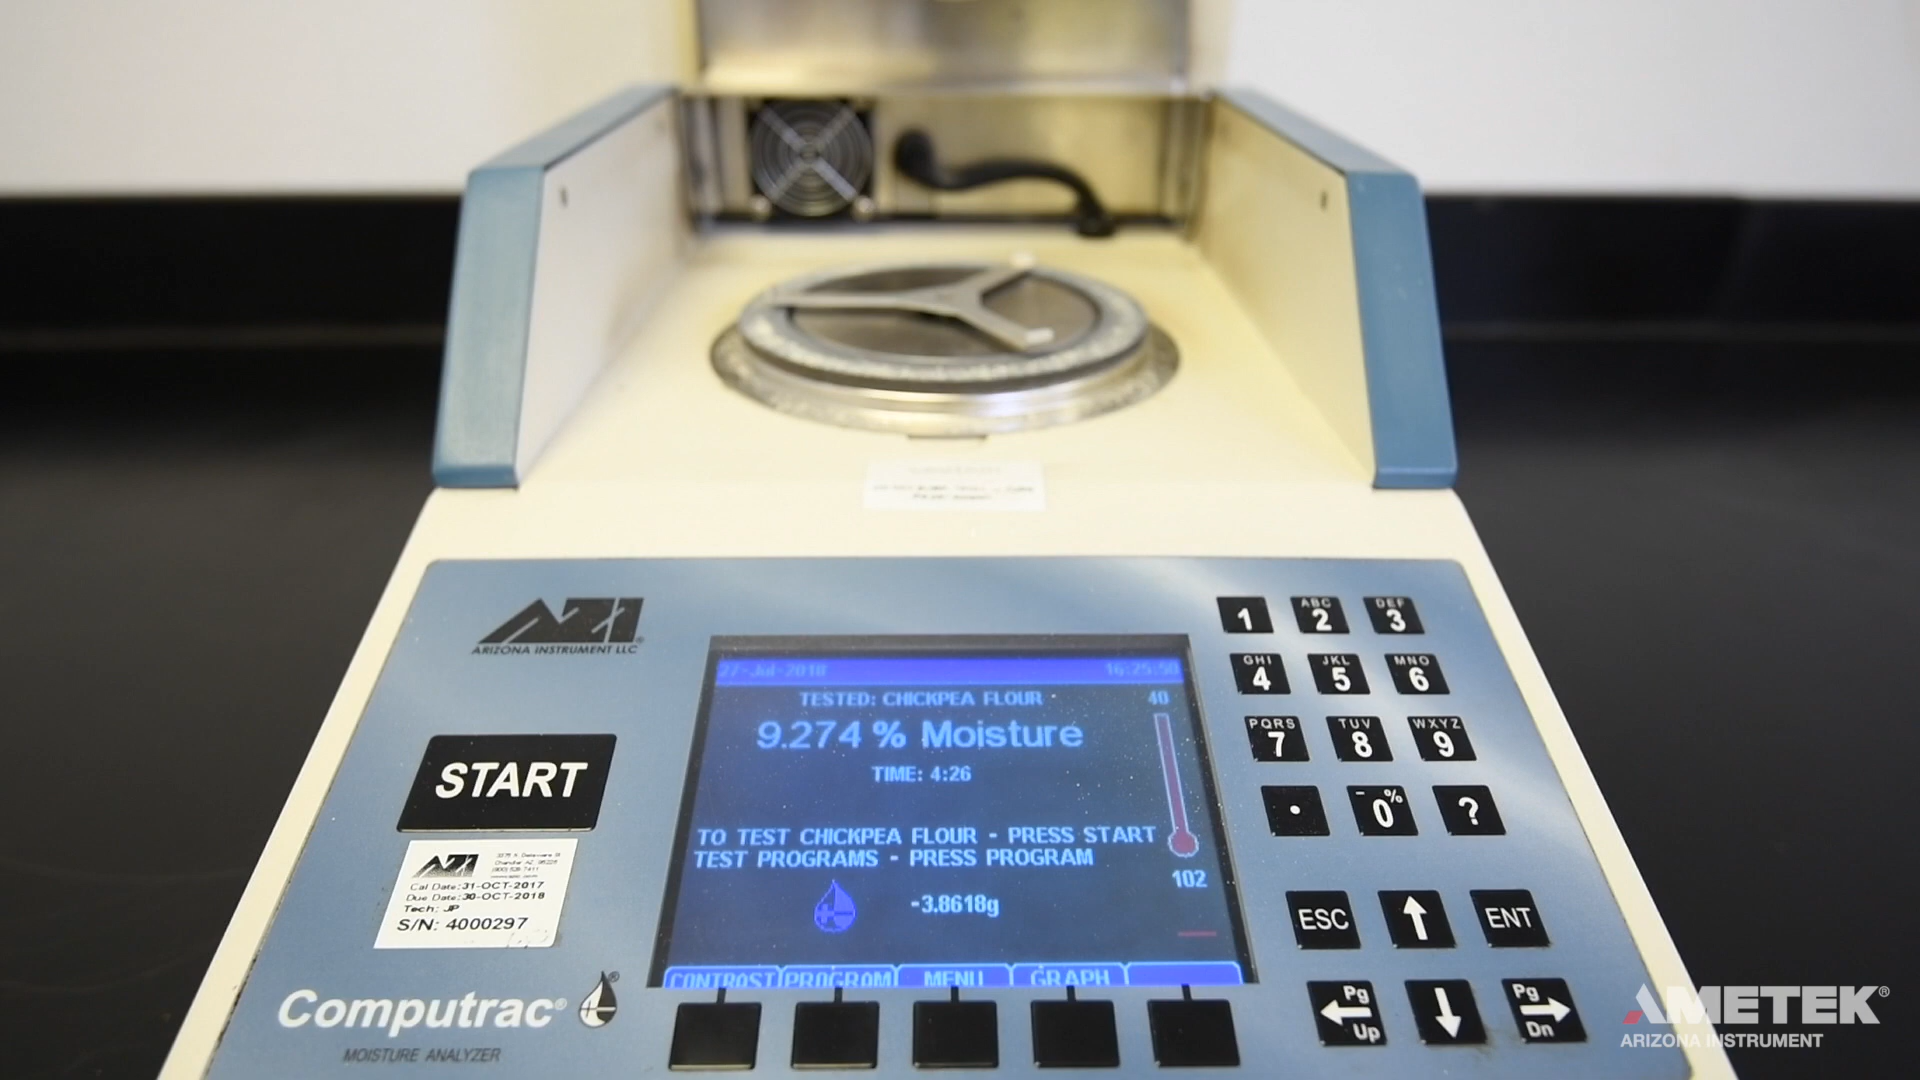 AZI®
ARIZONA INSTRUMENT LLC
27-Jul-2018 16:25:50
TESTED: CHICKPEA FLOUR
40
9.274 % Moisture
TIME: 4:26
TO TEST CHICKPEA FLOUR - PRESS START
TEST PROGRAMS - PRESS PROGRAM
102
-3.8618g
CONTRAST PROGRAM MENU GRAPH
START
AZI
Cal Date: 31-OCT-2017
Due Date: 30-OCT-2018
Tech: JP
S/N: 4000297
Computrac®
MOISTURE ANALYZER
1 ABC 2 DEF 3
GHI 4 JKL 5 MNO 6
PQRS 7 TUV 8 WXYZ 9
. - 0 % ?
ESC ENT
Pg Up Pg Dn
AMETEK®
ARIZONA INSTRUMENT